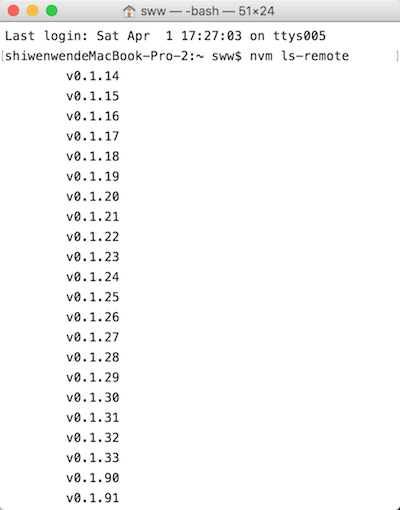 sww — -bash — 51×24
Last login: Sat Apr  1 17:27:03 on ttys005
[shiwenwendeMacBook-Pro-2:~ sww$ nvm ls-remote ]
v0.1.14
v0.1.15
v0.1.16
v0.1.17
v0.1.18
v0.1.19
v0.1.20
v0.1.21
v0.1.22
v0.1.23
v0.1.24
v0.1.25
v0.1.26
v0.1.27
v0.1.28
v0.1.29
v0.1.30
v0.1.31
v0.1.32
v0.1.33
v0.1.90
v0.1.91